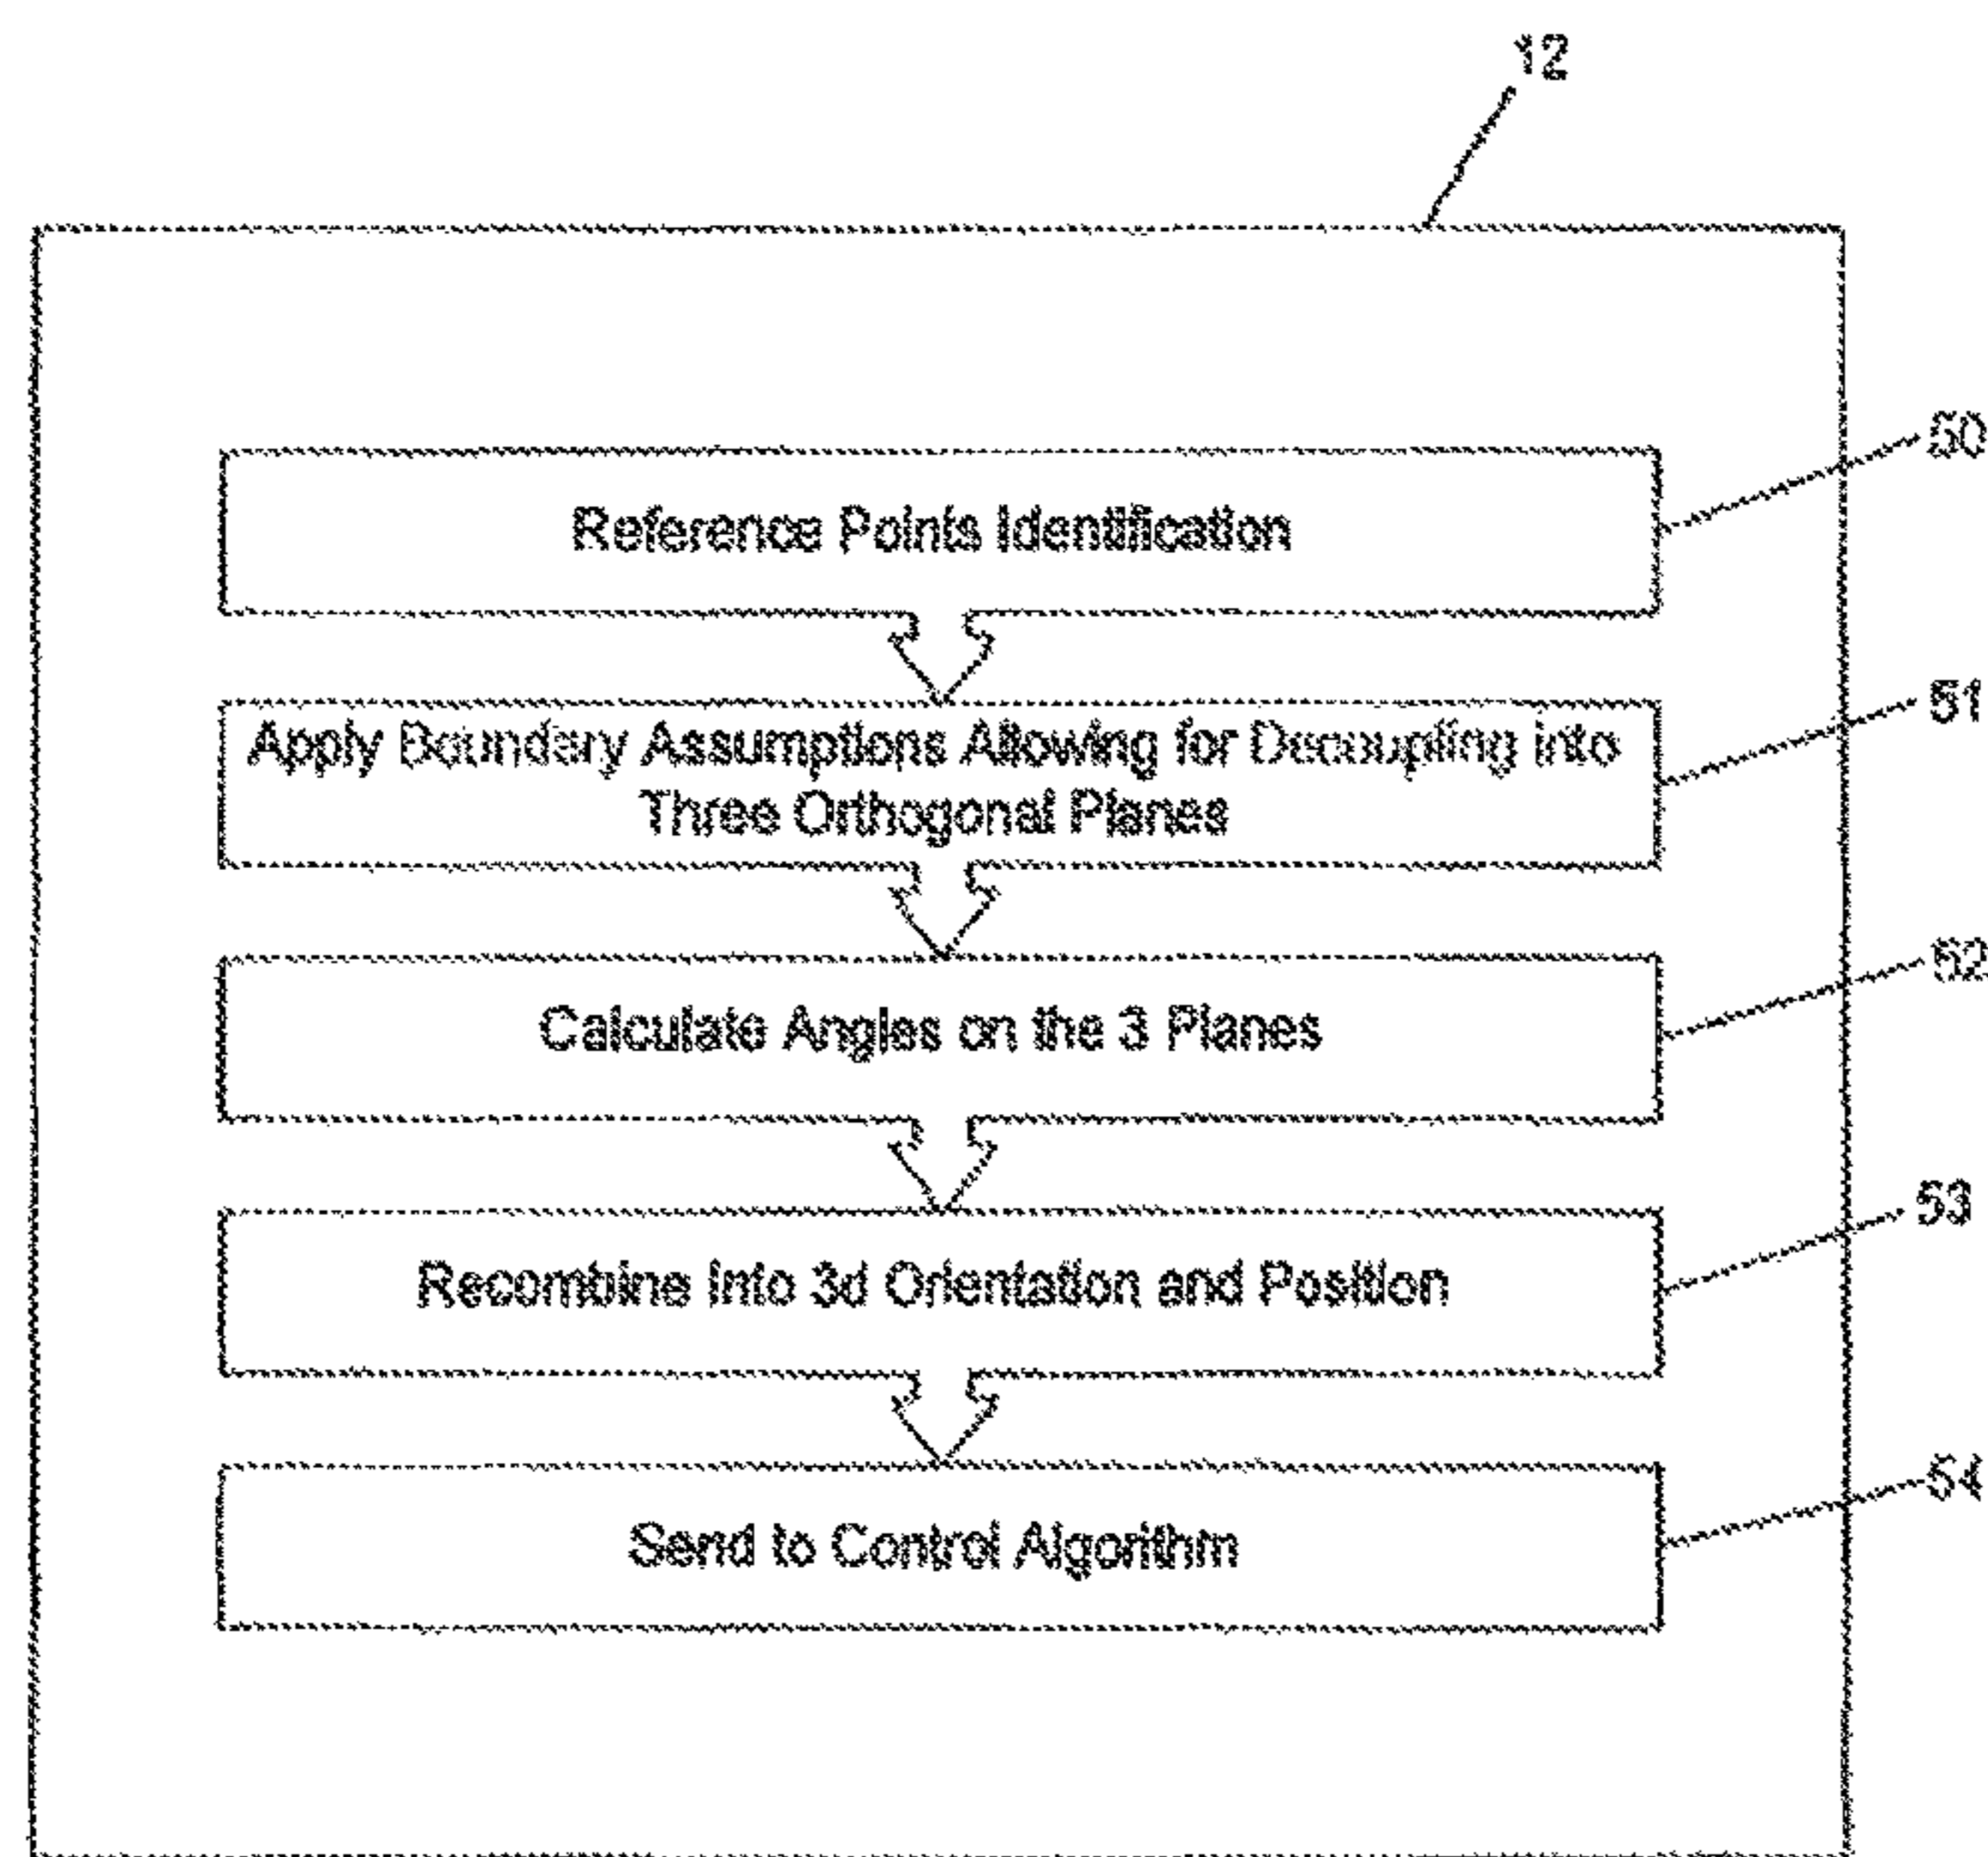 12
50
Reference Points Identification
51
Apply Boundary Assumptions Allowing for Decoupling into
Three Orthogonal Planes
52
Calculate Angles on the 3 Planes
53
Recombine Into 3d Orientation and Position
54
Send to Control Algorithm